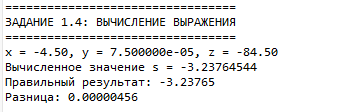 =================================
ЗАДАНИЕ 1.4: ВЫЧИСЛЕНИЕ ВЫРАЖЕНИЯ
=================================
x = -4.50, y = 7.500000e-05, z = -84.50
Вычисленное значение s = -3.23764544
Правильный результат: -3.23765
Разница: 0.00000456